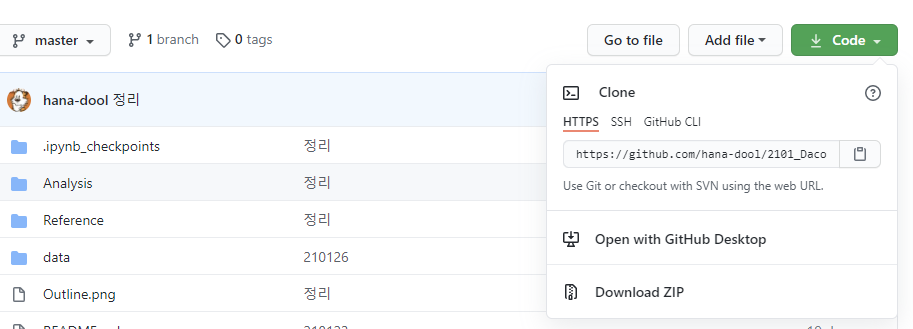 master
1 branch
0 tags
Go to file
Add file
Code
hana-dool 정리
.ipynb_checkpoints 정리
Analysis 정리
Reference 정리
data 210126
Outline.png 정리
Clone
HTTPS SSH GitHub CLI
https://github.com/hana-dool/2101_Daco
Use Git or checkout with SVN using the web URL.
Open with GitHub Desktop
Download ZIP